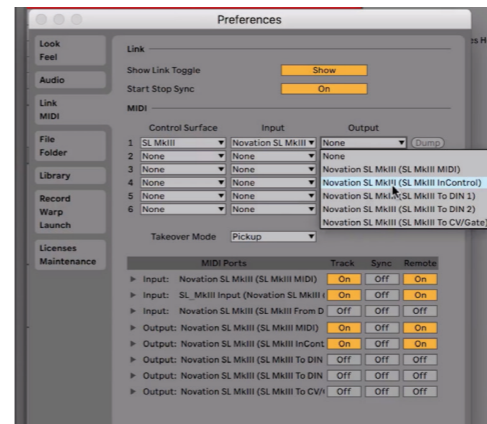 Preferences
Look
Feel
Audio
Link
MIDI
File
Folder
Library
Record
Warp
Launch
Licenses
Maintenance
Link
Show Link Toggle Show
Start Stop Sync On
MIDI
Control Surface Input Output
1 SL MkIII Novation SL MkIII None Dump
2 None None
3 None None
4 None None
5 None None
6 None None
None
Novation SL MkIII (SL MkIII MIDI)
Novation SL MkIII (SL MkIII InControl)
Novation SL MkIII (SL MkIII To DIN 1)
Novation SL MkIII (SL MkIII To DIN 2)
Novation SL MkIII (SL MkIII To CV/Gate)
Takeover Mode Pickup
MIDI Ports Track Sync Remote
Input: Novation SL MkIII (SL MkIII MIDI) On Off On
Input: SL_MkIII Input (Novation SL MkIII ( On Off On
Input: Novation SL MkIII (SL MkIII From D Off Off Off
Output: Novation SL MkIII (SL MkIII MIDI) On Off On
Output: Novation SL MkIII (SL MkIII InCont On Off On
Output: Novation SL MkIII (SL MkIII To DIN Off Off Off
Output: Novation SL MkIII (SL MkIII To DIN Off Off Off
Output: Novation SL MkIII (SL MkIII To CV/ Off Off Off